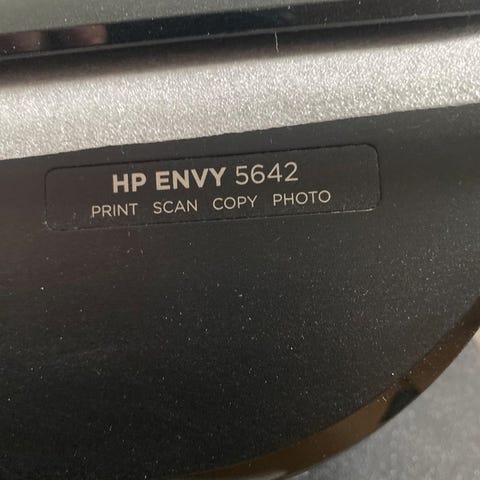 HP ENVY 5642
PRINT SCAN COPY PHOTO